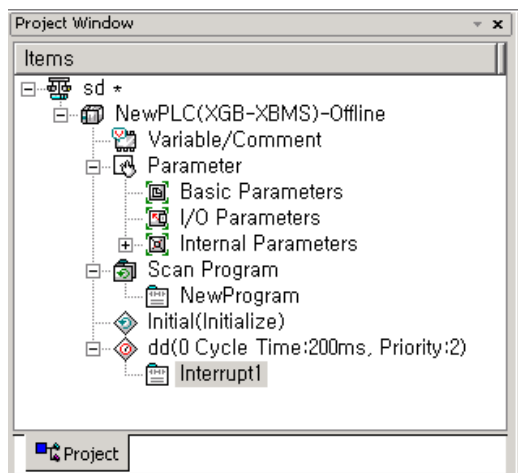 Project Window
Items
sd *
NewPLC(XGB-XBMS)-Offline
Variable/Comment
Parameter
Basic Parameters
I/O Parameters
Internal Parameters
Scan Program
NewProgram
Initial(Initialize)
dd(0 Cycle Time:200ms, Priority:2)
Interrupt1
Project